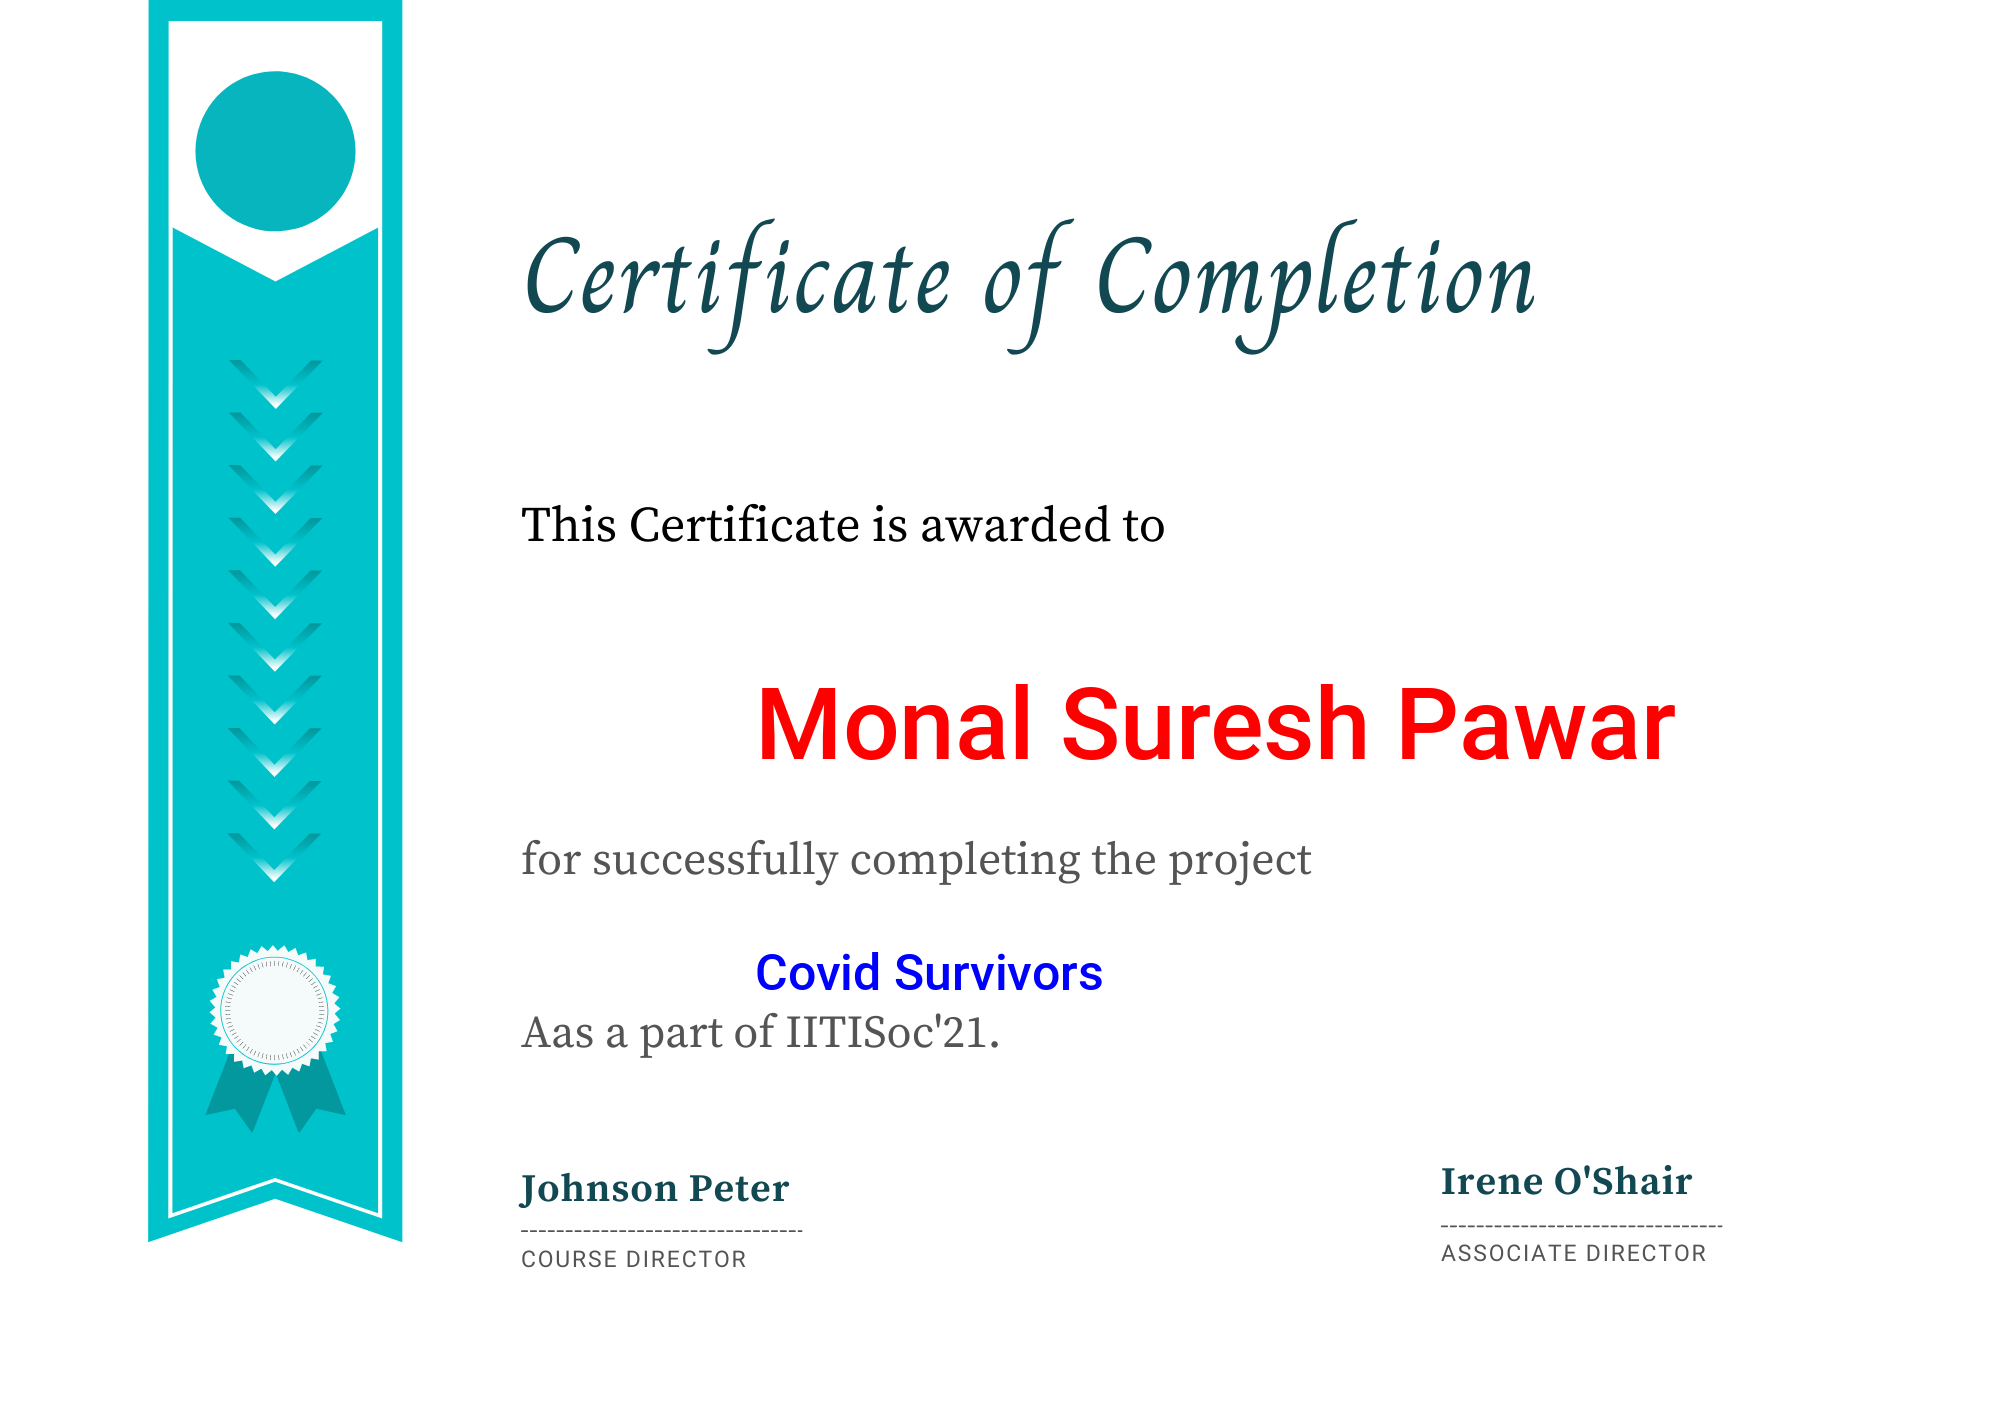 Certificate of Completion
This Certificate is awarded to
Monal Suresh Pawar
for successfully completing the project
Covid Survivors
Aas a part of IITISoc'21.
Johnson Peter
--------------------------------
COURSE DIRECTOR
Irene O'Shair
--------------------------------
ASSOCIATE DIRECTOR